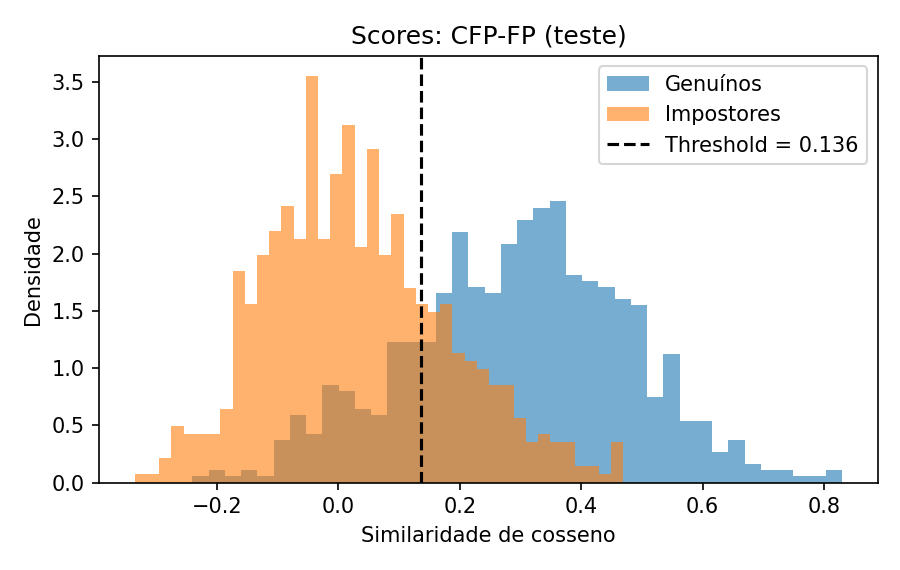 Scores: CFP-FP (teste)
Genuínos
Impostores
Threshold = 0.136
Densidade
3.5
3.0
2.5
2.0
1.5
1.0
0.5
0.0
−0.2
0.0
0.2
0.4
0.6
0.8
Similaridade de cosseno